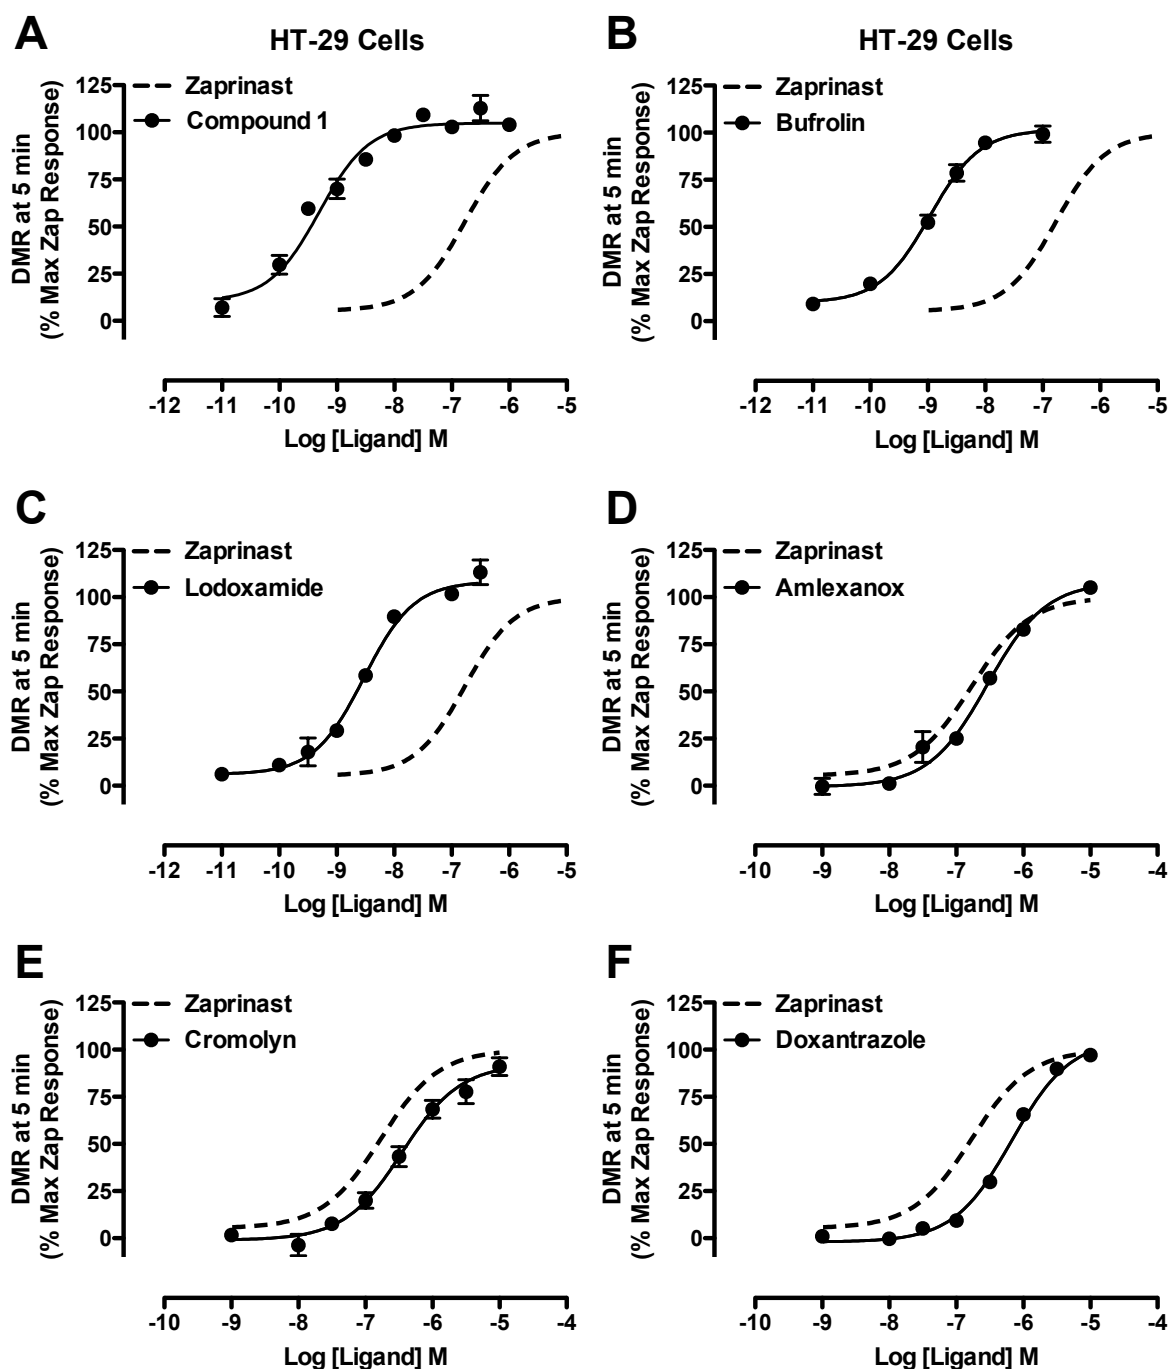 A
HT-29 Cells
DMR at 5 min
(% Max Zap Response)
125
100
75
50
25
0
Zaprinast
Compound 1
-12 -11 -10 -9 -8 -7 -6 -5
Log [Ligand] M
B
HT-29 Cells
DMR at 5 min
(% Max Zap Response)
125
100
75
50
25
0
Zaprinast
Bufrolin
-12 -11 -10 -9 -8 -7 -6 -5
Log [Ligand] M
C
DMR at 5 min
(% Max Zap Response)
125
100
75
50
25
0
Zaprinast
Lodoxamide
-12 -11 -10 -9 -8 -7 -6 -5
Log [Ligand] M
D
DMR at 5 min
(% Max Zap Response)
125
100
75
50
25
0
Zaprinast
Amlexanox
-10 -9 -8 -7 -6 -5 -4
Log [Ligand] M
E
DMR at 5 min
(% Max Zap Response)
125
100
75
50
25
0
Zaprinast
Cromolyn
-10 -9 -8 -7 -6 -5 -4
Log [Ligand] M
F
DMR at 5 min
(% Max Zap Response)
125
100
75
50
25
0
Zaprinast
Doxantrazole
-10 -9 -8 -7 -6 -5 -4
Log [Ligand] M